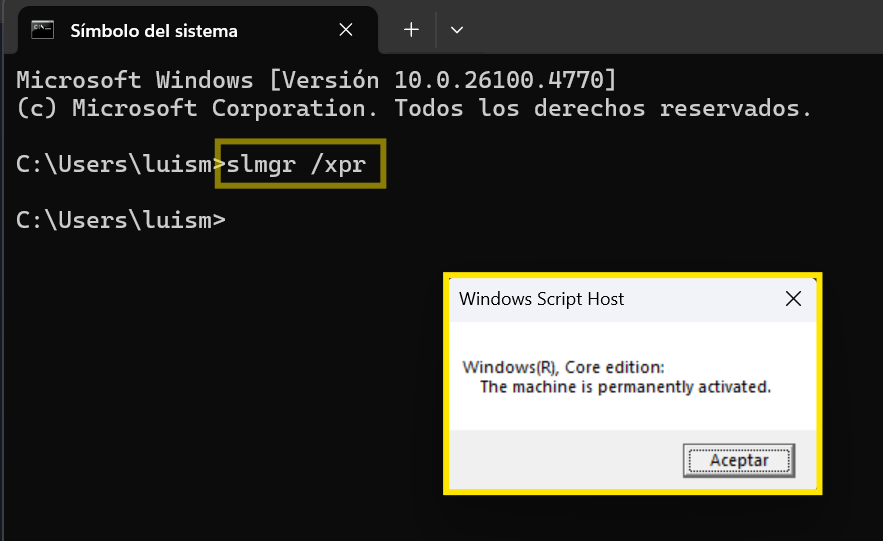 Símbolo del sistema
Microsoft Windows [Versión 10.0.26100.4770]
(c) Microsoft Corporation. Todos los derechos reservados.
C:\Users\luism>slmgr /xpr
C:\Users\luism>
Windows Script Host
Windows(R), Core edition:
The machine is permanently activated.
Aceptar